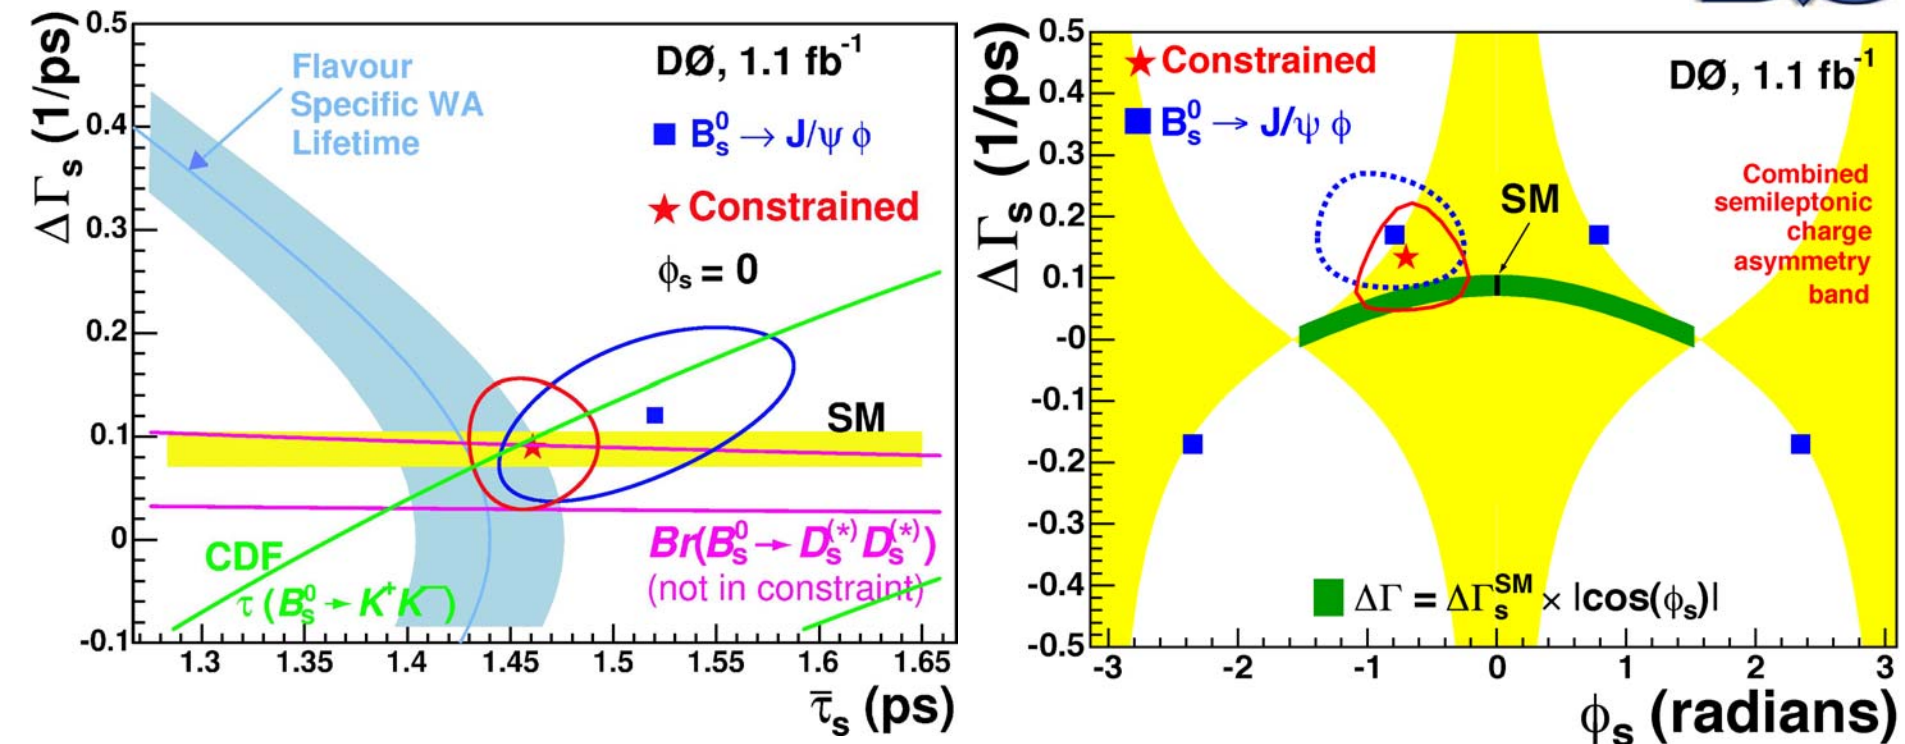 ΔΓs (1/ps)
0.5
0.4
0.3
0.2
0.1
0
-0.1
Flavour
Specific WA
Lifetime
DØ, 1.1 fb⁻¹
B⁰s → J/ψ φ
Constrained
ϕs = 0
SM
CDF
τ (B⁰s → K⁺K⁻)
Br(B⁰s → Ds(*) Ds(*))
(not in constraint)
1.3 1.35 1.4 1.45 1.5 1.55 1.6 1.65
τ̄s (ps)
ΔΓs (1/ps)
0.5
0.4
0.3
0.2
0.1
-0
-0.1
-0.2
-0.3
-0.4
-0.5
Constrained
B⁰s → J/ψ φ
DØ, 1.1 fb⁻¹
SM
Combined
semileptonic
charge
asymmetry
band
ΔΓ = ΔΓsSM × |cos(ϕs)|
-3 -2 -1 0 1 2 3
ϕs (radians)